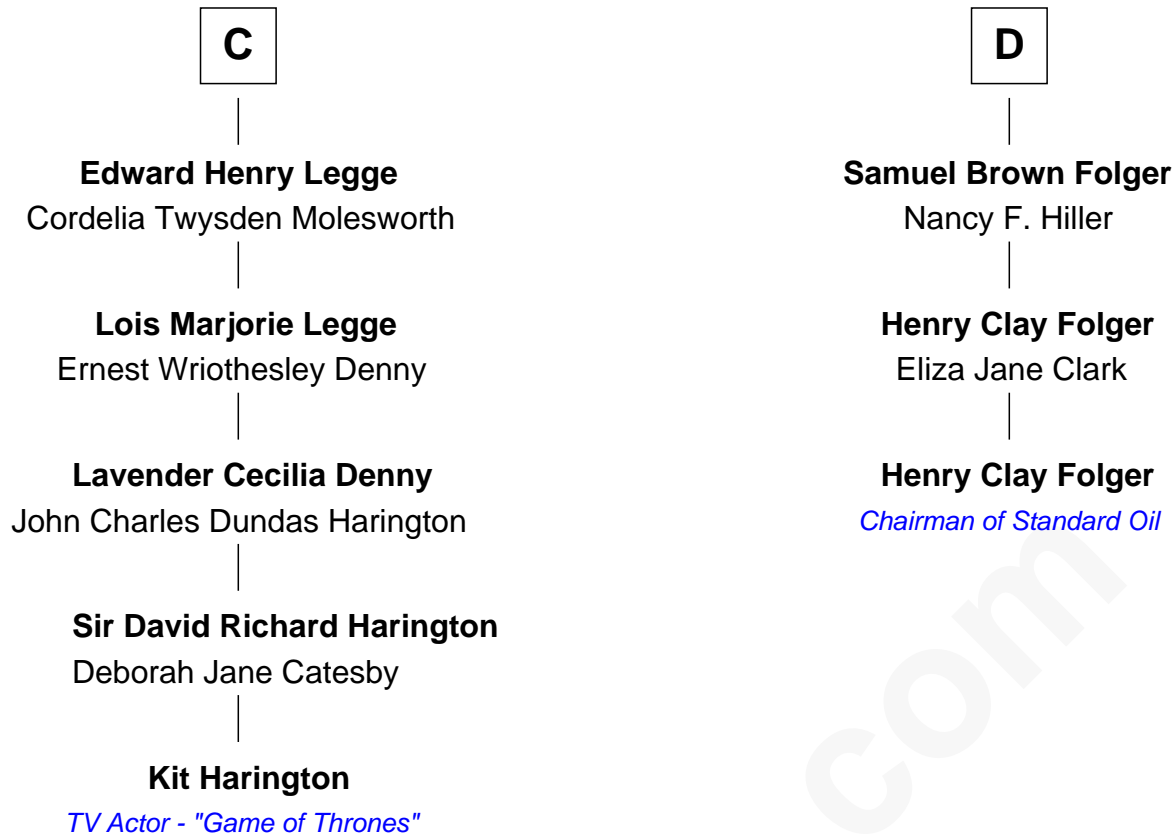 C
Edward Henry Legge
Cordelia Twysden Molesworth
Lois Marjorie Legge
Ernest Wriothesley Denny
Lavender Cecilia Denny
John Charles Dundas Harington
Sir David Richard Harington
Deborah Jane Catesby
Kit Harington
TV Actor - "Game of Thrones"
D
Samuel Brown Folger
Nancy F. Hiller
Henry Clay Folger
Eliza Jane Clark
Henry Clay Folger
Chairman of Standard Oil
com